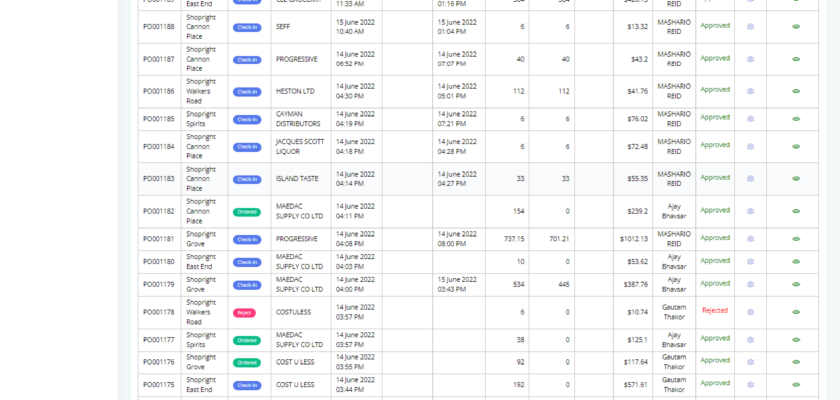 East End
11:33 AM
01:16 PM
PO001188 Shopright Cannon Place Check-in SEFF 15 June 2022 10:40 AM 15 June 2022 01:04 PM 6 6 $13.32 MASHARIO REID Approved
PO001187 Shopright Cannon Place Check-in PROGRESSIVE 14 June 2022 06:52 PM 14 June 2022 07:07 PM 40 40 $43.2 MASHARIO REID Approved
PO001186 Shopright Walkers Road Check-in HESTON LTD 14 June 2022 04:30 PM 14 June 2022 05:01 PM 112 112 $41.76 MASHARIO REID Approved
PO001185 Shopright Spirits Check-in CAYMAN DISTRIBUTORS 14 June 2022 04:19 PM 14 June 2022 07:21 PM 6 6 $76.02 MASHARIO REID Approved
PO001184 Shopright Cannon Place Check-in JACQUES SCOTT LIQUOR 14 June 2022 04:18 PM 14 June 2022 04:28 PM 6 6 $72.48 MASHARIO REID Approved
PO001183 Shopright Cannon Place Check-in ISLAND TASTE 14 June 2022 04:14 PM 14 June 2022 04:27 PM 33 33 $55.35 MASHARIO REID Approved
PO001182 Shopright Cannon Place Ordered MAEDAC SUPPLY CO LTD 14 June 2022 04:11 PM 154 0 $239.2 Ajay Bhavsar Approved
PO001181 Shopright Grove Check-in PROGRESSIVE 14 June 2022 04:08 PM 14 June 2022 08:00 PM 737.15 701.21 $1012.13 MASHARIO REID Approved
PO001180 Shopright East End Check-in MAEDAC SUPPLY CO LTD 14 June 2022 04:03 PM 10 0 $53.62 Ajay Bhavsar Approved
PO001179 Shopright Grove Check-in MAEDAC SUPPLY CO LTD 14 June 2022 04:00 PM 15 June 2022 03:43 PM 534 445 $387.76 Ajay Bhavsar Approved
PO001178 Shopright Walkers Road Reject COSTULESS 14 June 2022 03:57 PM 6 0 $10.74 Gautam Thakor Rejected
PO001177 Shopright Spirits Ordered MAEDAC SUPPLY CO LTD 14 June 2022 03:57 PM 38 0 $125.1 Ajay Bhavsar Approved
PO001176 Shopright Grove Ordered COST U LESS 14 June 2022 03:55 PM 92 0 $117.64 Gautam Thakor Approved
PO001175 Shopright East End Check-in COST U LESS 14 June 2022 03:44 PM 192 0 $571.61 Gautam Thakor Approved